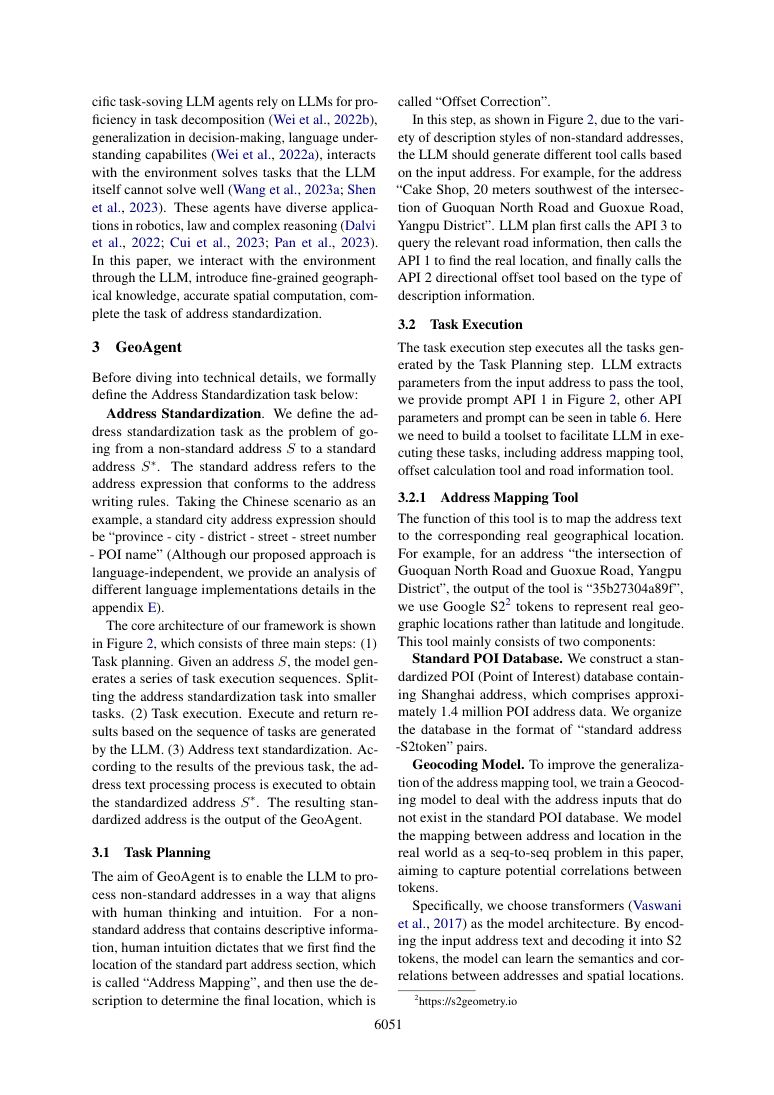 cific task-soving LLM agents rely on LLMs for pro-
ficiency in task decomposition (Wei et al., 2022b),
generalization in decision-making, language under-
standing capabilites (Wei et al., 2022a), interacts
with the environment solves tasks that the LLM
itself cannot solve well (Wang et al., 2023a; Shen
et al., 2023). These agents have diverse applica-
tions in robotics, law and complex reasoning (Dalvi
et al., 2022; Cui et al., 2023; Pan et al., 2023).
In this paper, we interact with the environment
through the LLM, introduce fine-grained geograph-
ical knowledge, accurate spatial computation, com-
plete the task of address standardization.
3 GeoAgent
Before diving into technical details, we formally
define the Address Standardization task below:
Address Standardization. We define the ad-
dress standardization task as the problem of go-
ing from a non-standard address S to a standard
address S*. The standard address refers to the
address expression that conforms to the address
writing rules. Taking the Chinese scenario as an
example, a standard city address expression should
be “province - city - district - street - street number
- POI name” (Although our proposed approach is
language-independent, we provide an analysis of
different language implementations details in the
appendix E).
The core architecture of our framework is shown
in Figure 2, which consists of three main steps: (1)
Task planning. Given an address S, the model gen-
erates a series of task execution sequences. Split-
ting the address standardization task into smaller
tasks. (2) Task execution. Execute and return re-
sults based on the sequence of tasks are generated
by the LLM. (3) Address text standardization. Ac-
cording to the results of the previous task, the ad-
dress text processing process is executed to obtain
the standardized address S*. The resulting stan-
dardized address is the output of the GeoAgent.
3.1 Task Planning
The aim of GeoAgent is to enable the LLM to pro-
cess non-standard addresses in a way that aligns
with human thinking and intuition. For a non-
standard address that contains descriptive informa-
tion, human intuition dictates that we first find the
location of the standard part address section, which
is called “Address Mapping”, and then use the de-
scription to determine the final location, which is
called “Offset Correction”.
In this step, as shown in Figure 2, due to the vari-
ety of description styles of non-standard addresses,
the LLM should generate different tool calls based
on the input address. For example, for the address
“Cake Shop, 20 meters southwest of the intersec-
tion of Guoquan North Road and Guoxue Road,
Yangpu District”. LLM plan first calls the API 3 to
query the relevant road information, then calls the
API 1 to find the real location, and finally calls the
API 2 directional offset tool based on the type of
description information.
3.2 Task Execution
The task execution step executes all the tasks gen-
erated by the Task Planning step. LLM extracts
parameters from the input address to pass the tool,
we provide prompt API 1 in Figure 2, other API
parameters and prompt can be seen in table 6. Here
we need to build a toolset to facilitate LLM in exe-
cuting these tasks, including address mapping tool,
offset calculation tool and road information tool.
3.2.1 Address Mapping Tool
The function of this tool is to map the address text
to the corresponding real geographical location.
For example, for an address “the intersection of
Guoquan North Road and Guoxue Road, Yangpu
District”, the output of the tool is “35b27304a89f”,
we use Google S2² tokens to represent real geo-
graphic locations rather than latitude and longitude.
This tool mainly consists of two components:
Standard POI Database. We construct a stan-
dardized POI (Point of Interest) database contain-
ing Shanghai address, which comprises approxi-
mately 1.4 million POI address data. We organize
the database in the format of “standard address
-S2token” pairs.
Geocoding Model. To improve the generaliza-
tion of the address mapping tool, we train a Geocod-
ing model to deal with the address inputs that do
not exist in the standard POI database. We model
the mapping between address and location in the
real world as a seq-to-seq problem in this paper,
aiming to capture potential correlations between
tokens.
Specifically, we choose transformers (Vaswani
et al., 2017) as the model architecture. By encod-
ing the input address text and decoding it into S2
tokens, the model can learn the semantics and cor-
relations between addresses and spatial locations.
²https://s2geometry.io
6051